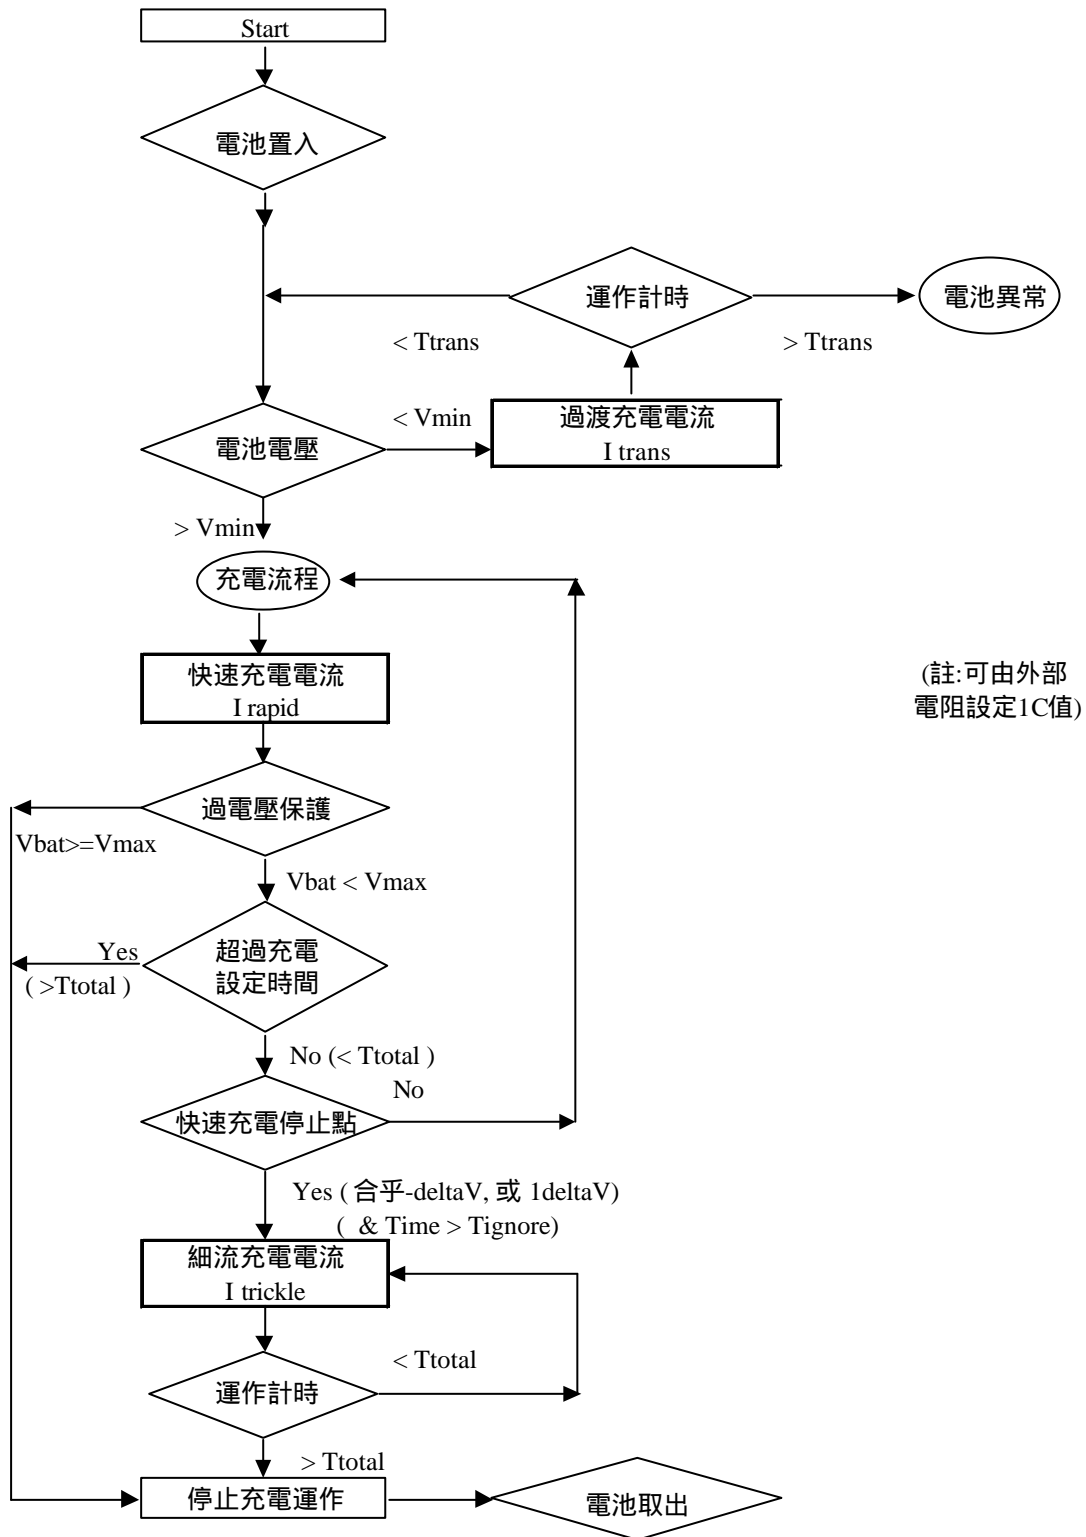 Start
電池置入
運作計時
電池異常
< Ttrans
> Ttrans
< Vmin
過渡充電電流
I trans
電池電壓
> Vmin
充電流程
快速充電電流
I rapid
(註:可由外部
電阻設定1C值)
過電壓保護
Vbat>=Vmax
Vbat < Vmax
Yes
( >Ttotal )
超過充電
設定時間
No (< Ttotal )
No
快速充電停止點
Yes ( 合乎-deltaV, 或 1deltaV)
( & Time > Tignore)
細流充電電流
I trickle
< Ttotal
運作計時
> Ttotal
停止充電運作
電池取出